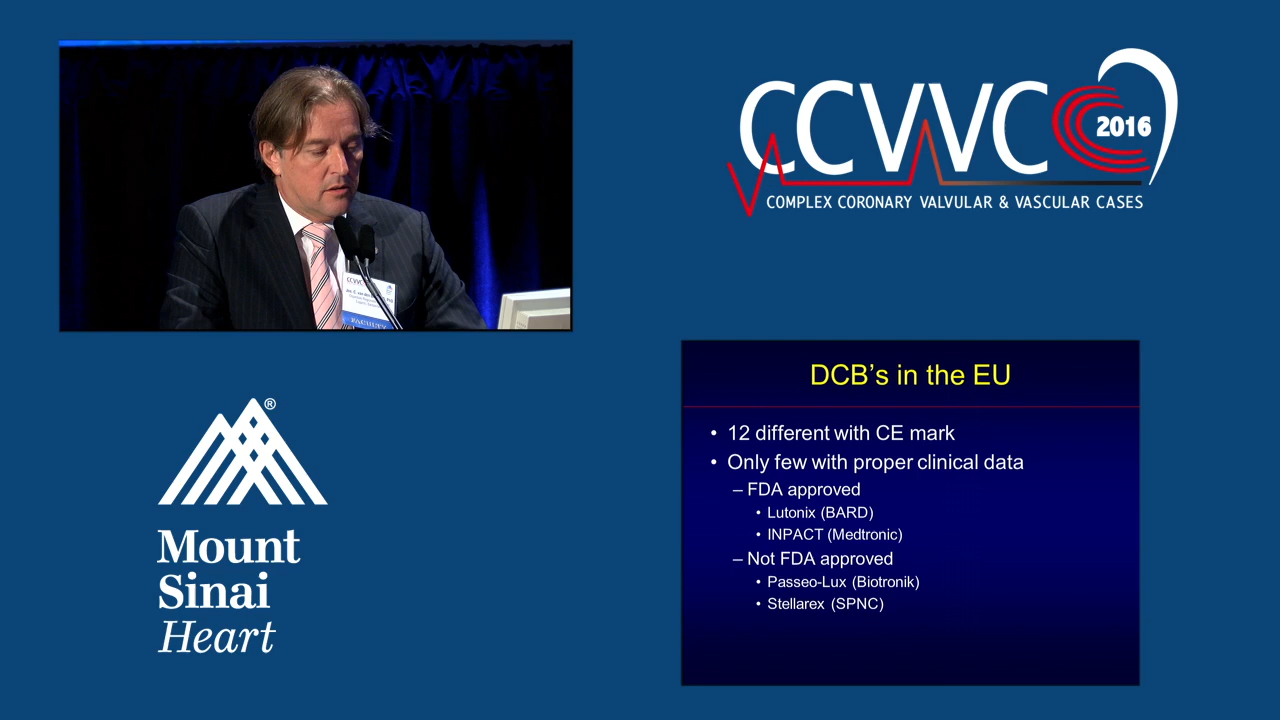 CCVVC
2016
COMPLEX CORONARY VALVULAR & VASCULAR CASES
CCVVC
FACULTY
®
Mount
Sinai
Heart
DCB's in the EU
• 12 different with CE mark
• Only few with proper clinical data
– FDA approved
• Lutonix (BARD)
• INPACT (Medtronic)
– Not FDA approved
• Passeo-Lux (Biotronik)
• Stellarex (SPNC)